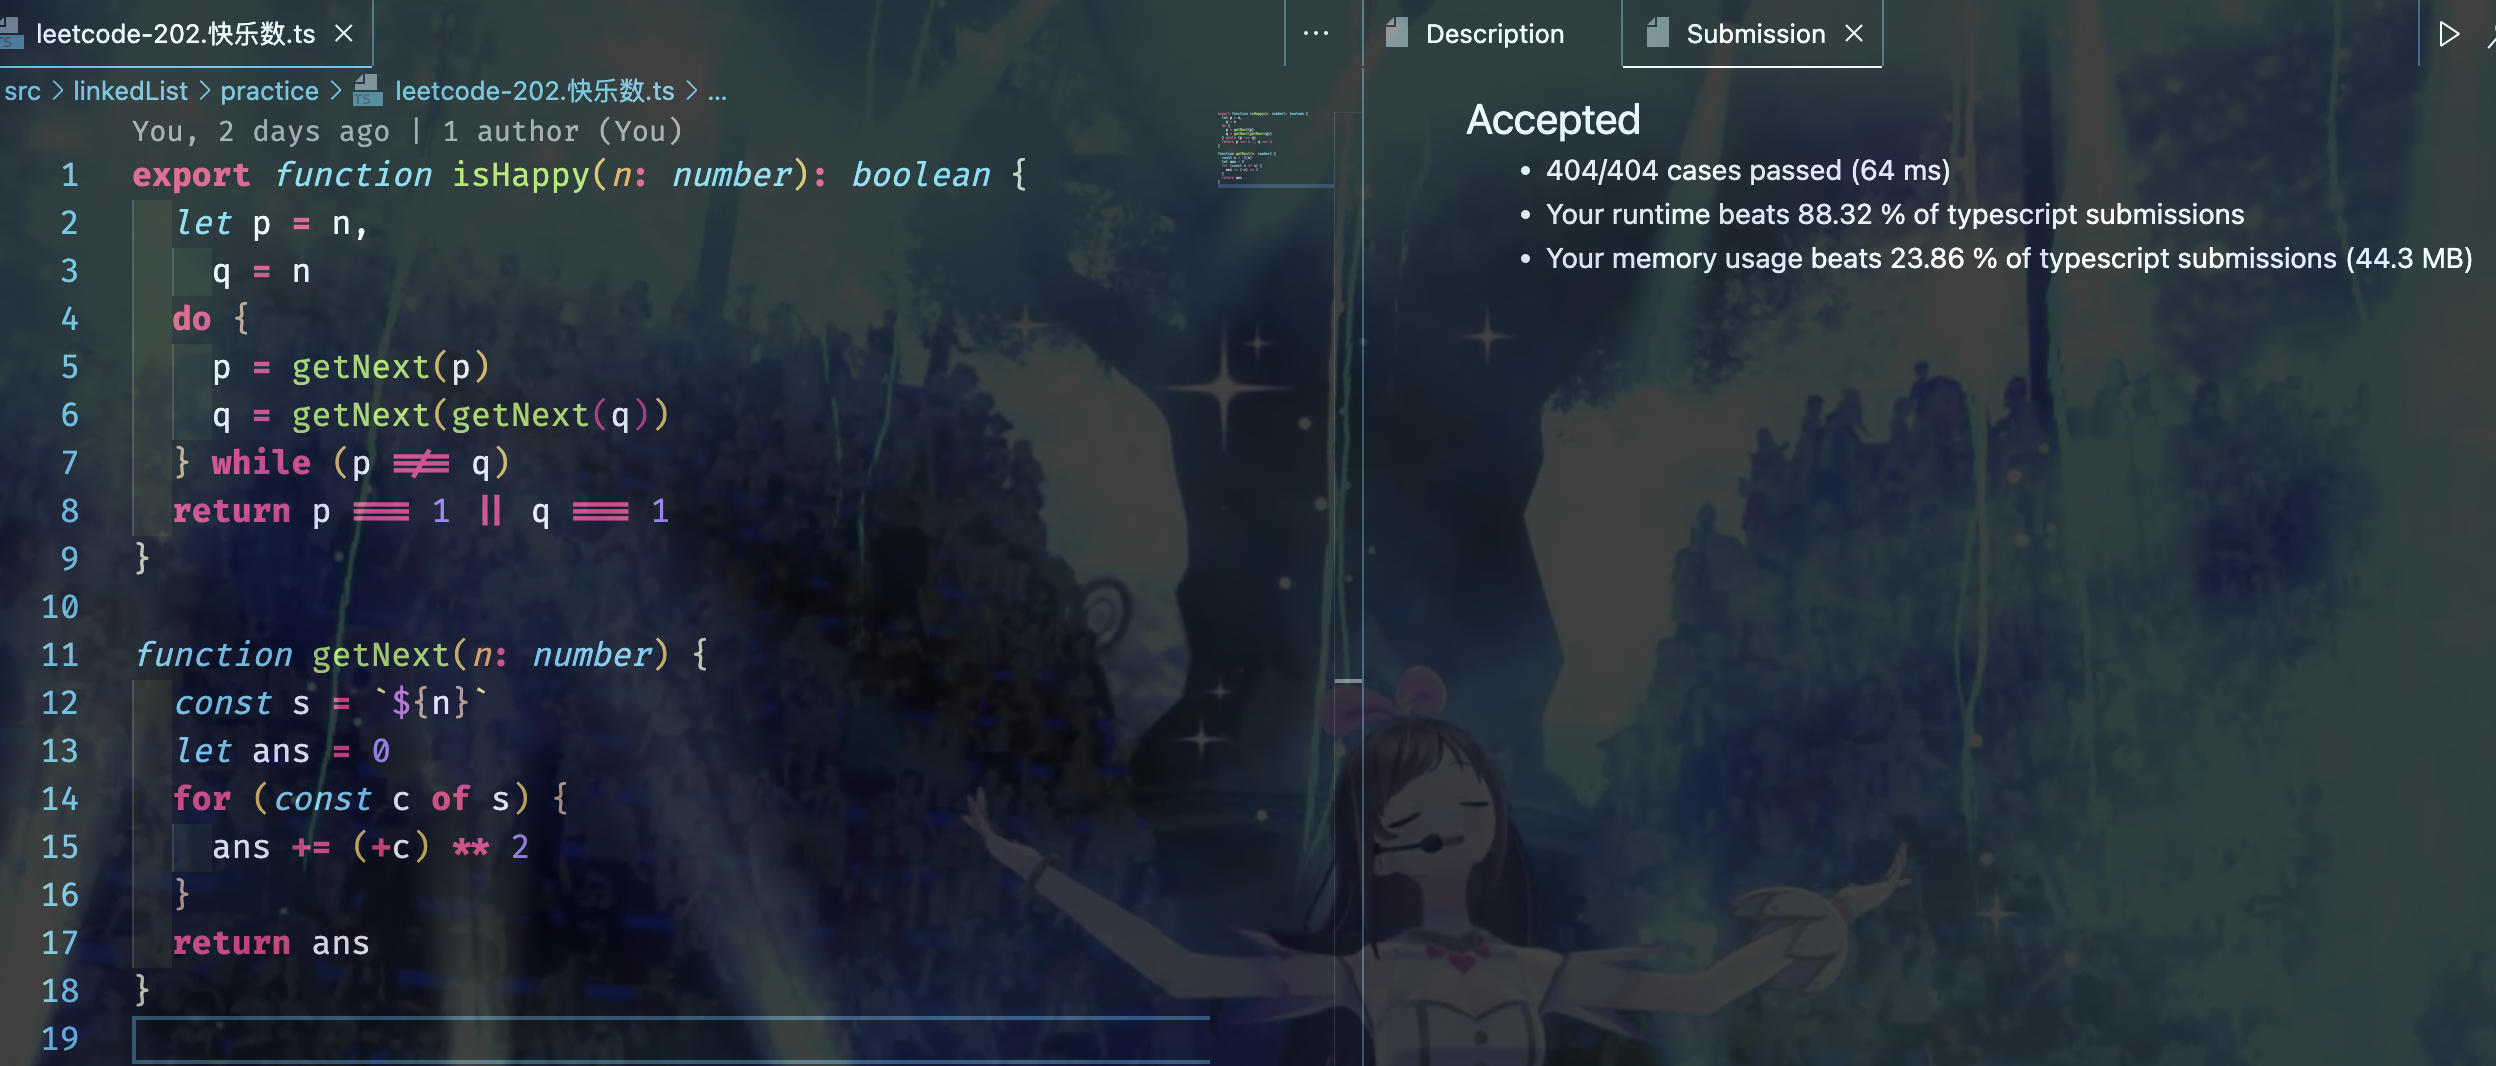 leetcode-202.快乐数.ts
src > linkedList > practice > leetcode-202.快乐数.ts > ...
You, 2 days ago | 1 author (You)
1 export function isHappy(n: number): boolean {
2 let p = n,
3 q = n
4 do {
5 p = getNext(p)
6 q = getNext(getNext(q))
7 } while (p !== q)
8 return p === 1 || q === 1
9 }
10
11 function getNext(n: number) {
12 const s = `${n}`
13 let ans = 0
14 for (const c of s) {
15 ans += (+c) ** 2
16 }
17 return ans
18 }
19
Description
Submission
Accepted
• 404/404 cases passed (64 ms)
• Your runtime beats 88.32 % of typescript submissions
• Your memory usage beats 23.86 % of typescript submissions (44.3 MB)